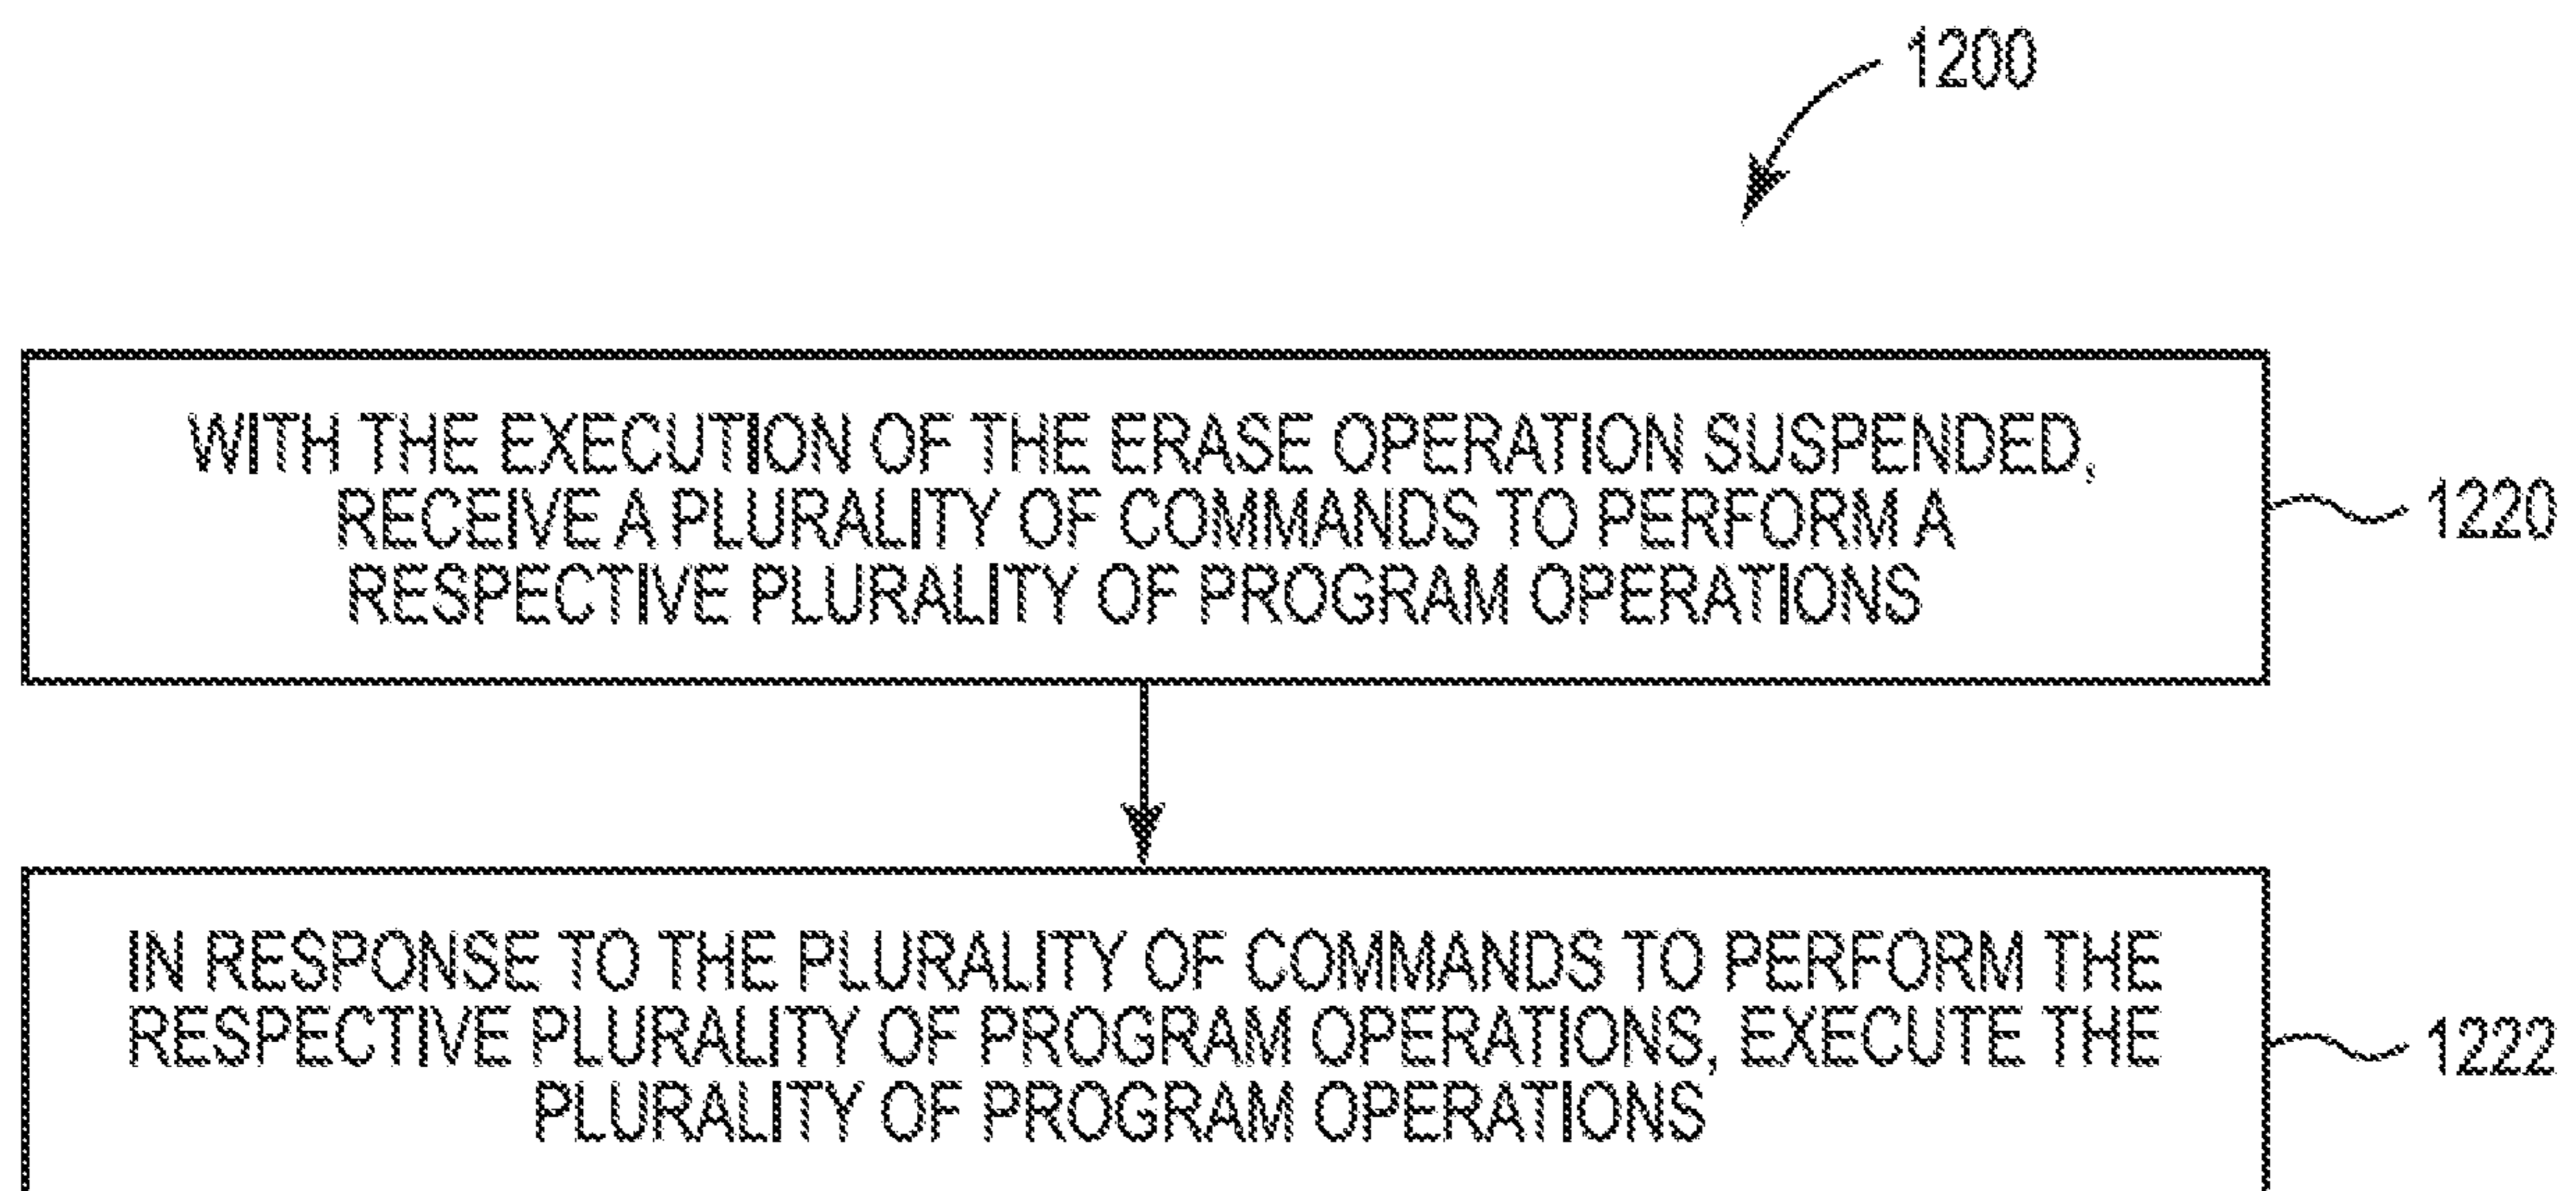 1200
WITH THE EXECUTION OF THE ERASE OPERATION SUSPENDED,
RECEIVE A PLURALITY OF COMMANDS TO PERFORM A
RESPECTIVE PLURALITY OF PROGRAM OPERATIONS
1220
IN RESPONSE TO THE PLURALITY OF COMMANDS TO PERFORM THE
RESPECTIVE PLURALITY OF PROGRAM OPERATIONS, EXECUTE THE
PLURALITY OF PROGRAM OPERATIONS
1222